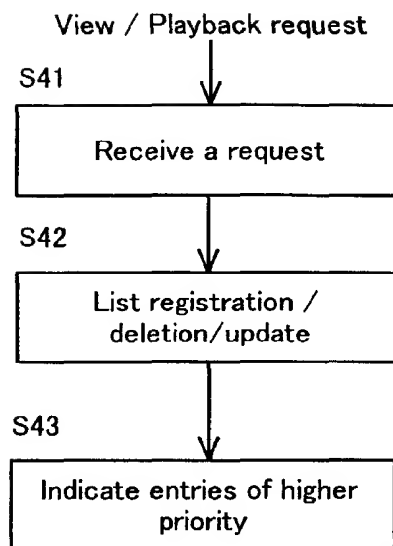 View / Playback request
S41
Receive a request
S42
List registration /
deletion/update
S43
Indicate entries of higher
priority